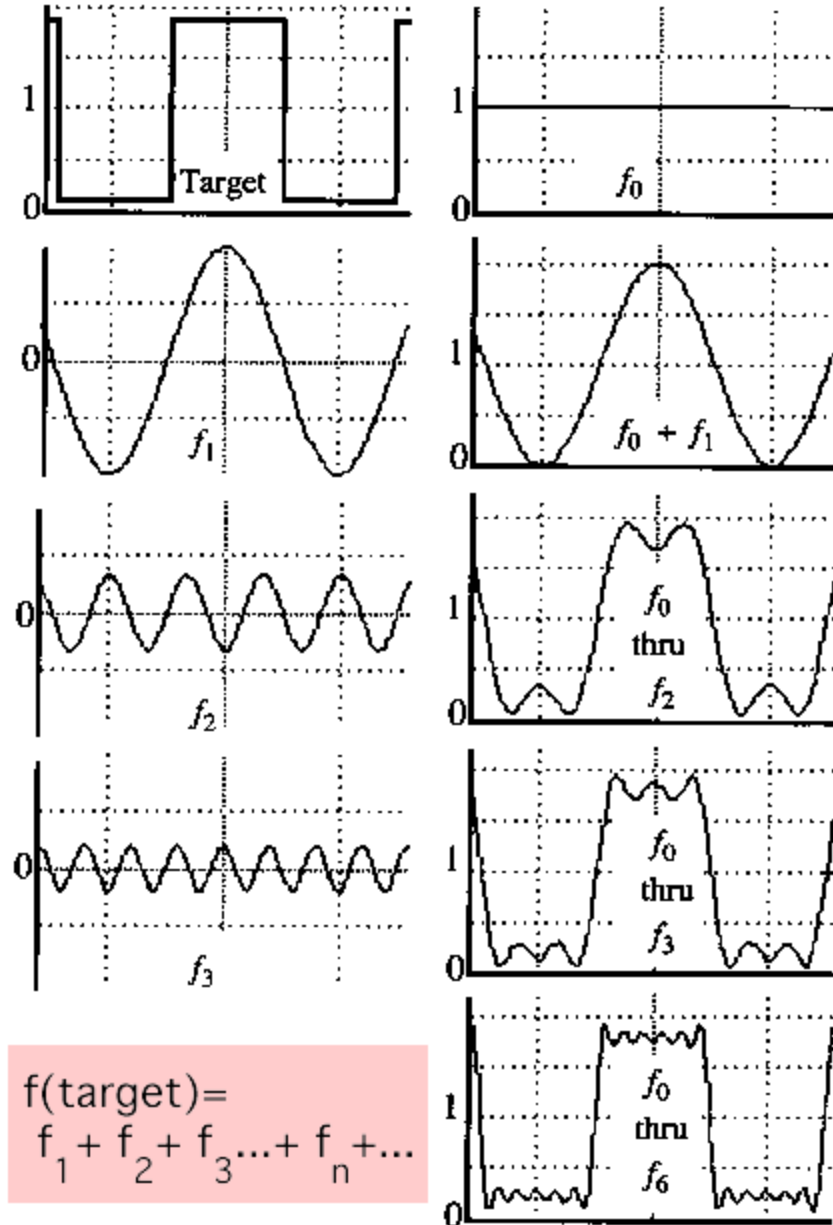 1
0
Target
1
0
f₀
0
f₁
1
0
f₀ + f₁
0
f₂
1
0
f₀
thru
f₂
0
f₃
1
0
f₀
thru
f₃
f(target)=
f₁ + f₂ + f₃...+ fₙ+...
1
0
f₀
thru
f₆